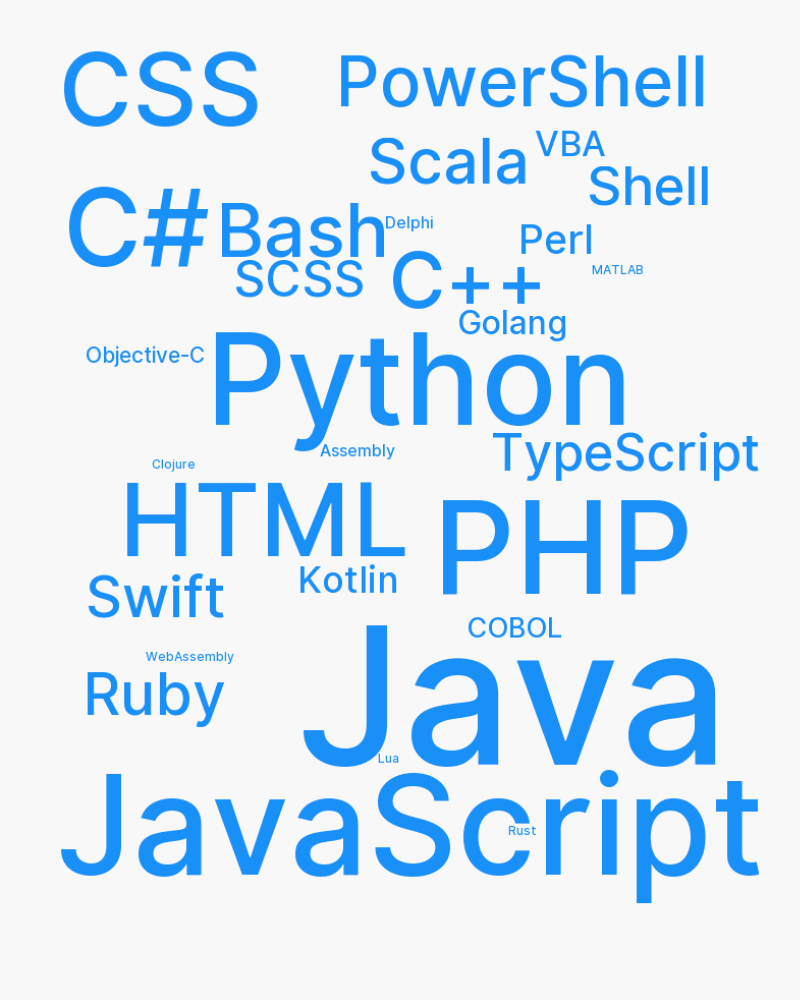 CSS
PowerShell
Scala
VBA
Shell
C#
Bash
Delphi
Perl
SCSS
C++
MATLAB
Golang
Objective-C
Python
Assembly
TypeScript
Clojure
HTML
PHP
Swift
Kotlin
COBOL
WebAssembly
Ruby
Java
Lua
JavaScript
Rust